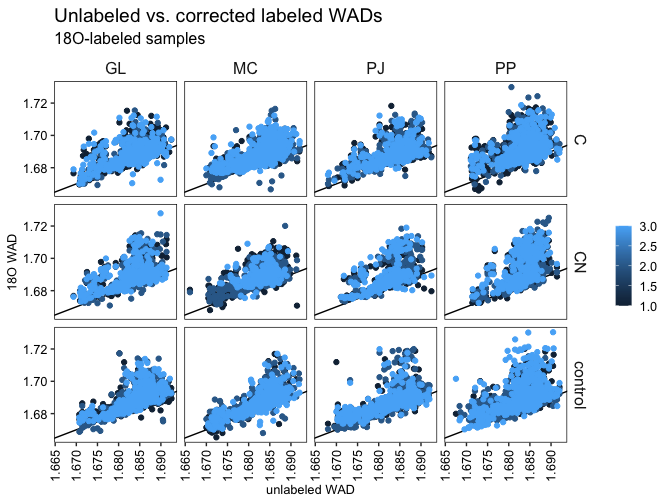 Unlabeled vs. corrected labeled WADs
18O-labeled samples
GL MC PJ PP
1.72
1.70
1.68
C
1.72
1.70
1.68
CN
1.72
1.70
1.68
control
18O WAD
3.0
2.5
2.0
1.5
1.0
1.665 1.670 1.675 1.680 1.685 1.690 1.665 1.670 1.675 1.680 1.685 1.690 1.665 1.670 1.675 1.680 1.685 1.690 1.665 1.670 1.675 1.680 1.685 1.690
unlabeled WAD